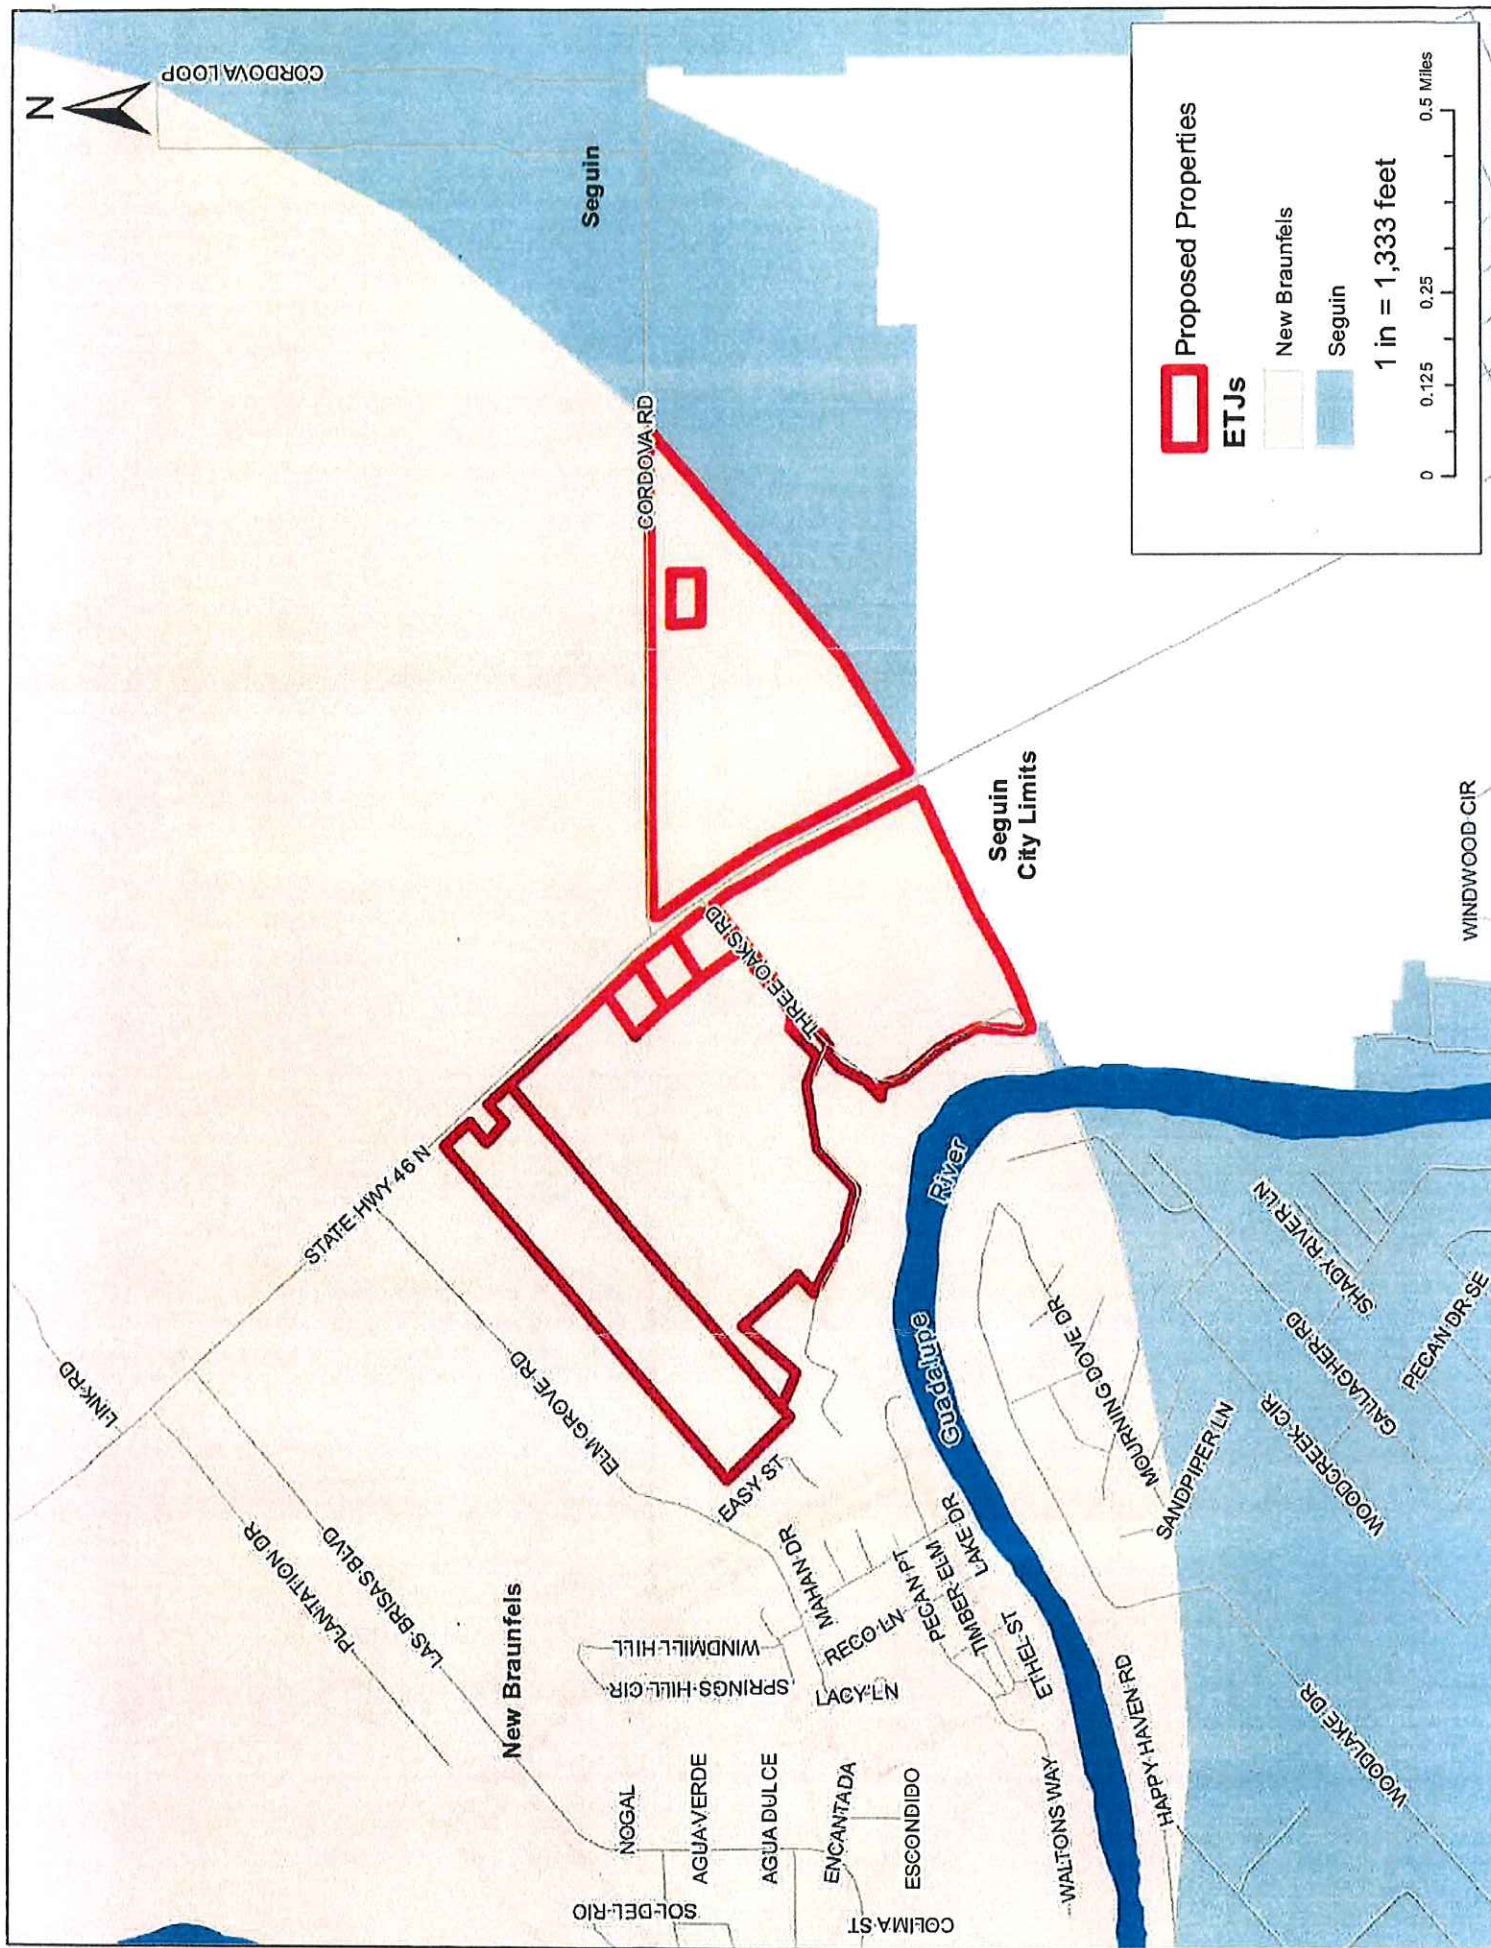 N
CORDOVA LOOP
Seguin
LINK RD
STATE HWY 46 N
CORDOVA RD
PLANTATION DR
LAS BRISAS BLVD
ELM GROVE RD
THREE OAKS RD
New Braunfels
EASY ST
NOGAL
AGUA VERDE
AGUA DULCE
ENCANTADA
ESCONDIDO
SOL DEL RIO
COLIMA ST
WINDMILL HILL
SPRINGS HILL CIR
MAHAN DR
RECO LN
LACY LN
PECAN PT
TIMBER ELM
LAKE DR
ETHEL ST
WALTONS WAY
HAPPY HAVEN RD
Guadalupe
River
Seguin
City Limits
MOURNING DOVE DR
SANDPIPER LN
WOODCREEK CIR
GALLAGHER RD
SHADY RIVER LN
PECAN DR SE
WOODLAKE DR
WINDWOOD CIR
Proposed Properties
ETJs
New Braunfels
Seguin
1 in = 1,333 feet
0 0.125 0.25 0.5 Miles